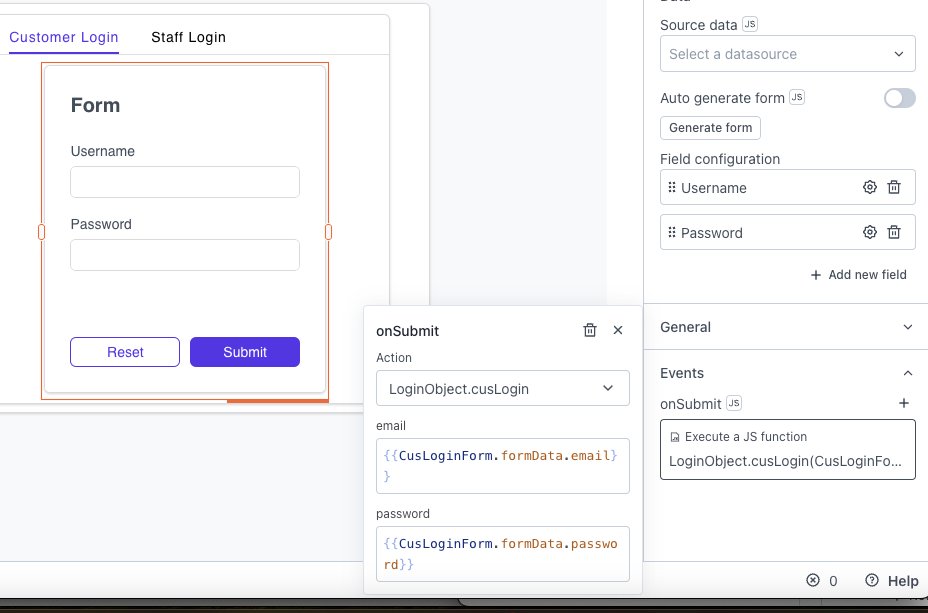 Customer Login
Staff Login
Form
Username
Password
Reset
Submit
onSubmit
Action
LoginObject.cusLogin
email
{{CusLoginForm.formData.email}
}
password
{{CusLoginForm.formData.passwo
rd}}
Data
Source data JS
Select a datasource
Auto generate form JS
Generate form
Field configuration
Username
Password
+ Add new field
General
Events
onSubmit JS
Execute a JS function
LoginObject.cusLogin(CusLoginFo...
0
Help